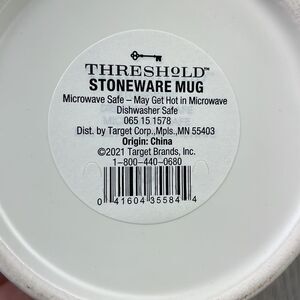 THRESHOLD™
STONEWARE MUG
Microwave Safe – May Get Hot in Microwave
Dishwasher Safe
065 15 1578
Dist. by Target Corp.,Mpls.,MN 55403
Origin: China
©2021 Target Brands, Inc.
1-800-440-0680
0 41604 35584 4